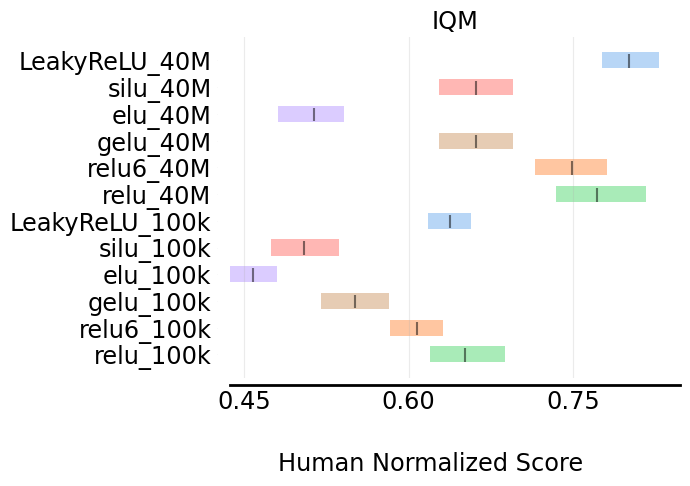 IQM
LeakyReLU_40M
silu_40M
elu_40M
gelu_40M
relu6_40M
relu_40M
LeakyReLU_100k
silu_100k
elu_100k
gelu_100k
relu6_100k
relu_100k
0.45 0.60 0.75
Human Normalized Score